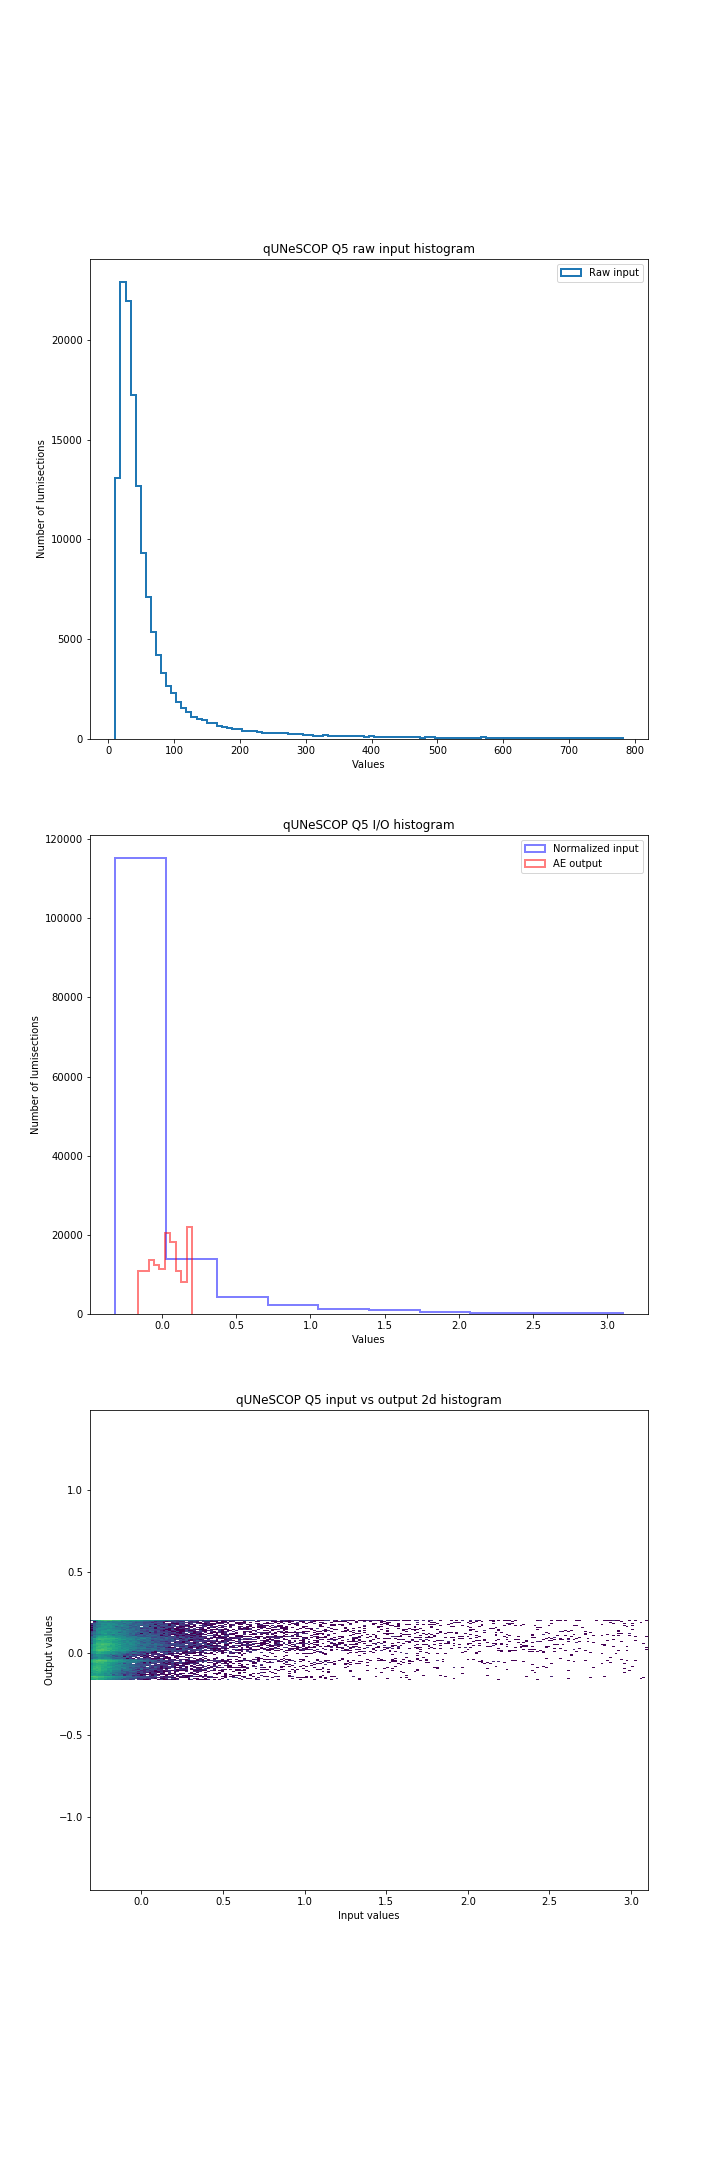 qUNeSCOP Q5 raw input histogram
Raw input
20000
15000
10000
5000
0
Number of lumisections
0 100 200 300 400 500 600 700 800
Values
qUNeSCOP Q5 I/O histogram
Normalized input
AE output
120000
100000
80000
60000
40000
20000
0
Number of lumisections
0.0 0.5 1.0 1.5 2.0 2.5 3.0
Values
qUNeSCOP Q5 input vs output 2d histogram
1.0
0.5
0.0
−0.5
−1.0
Output values
0.0 0.5 1.0 1.5 2.0 2.5 3.0
Input values